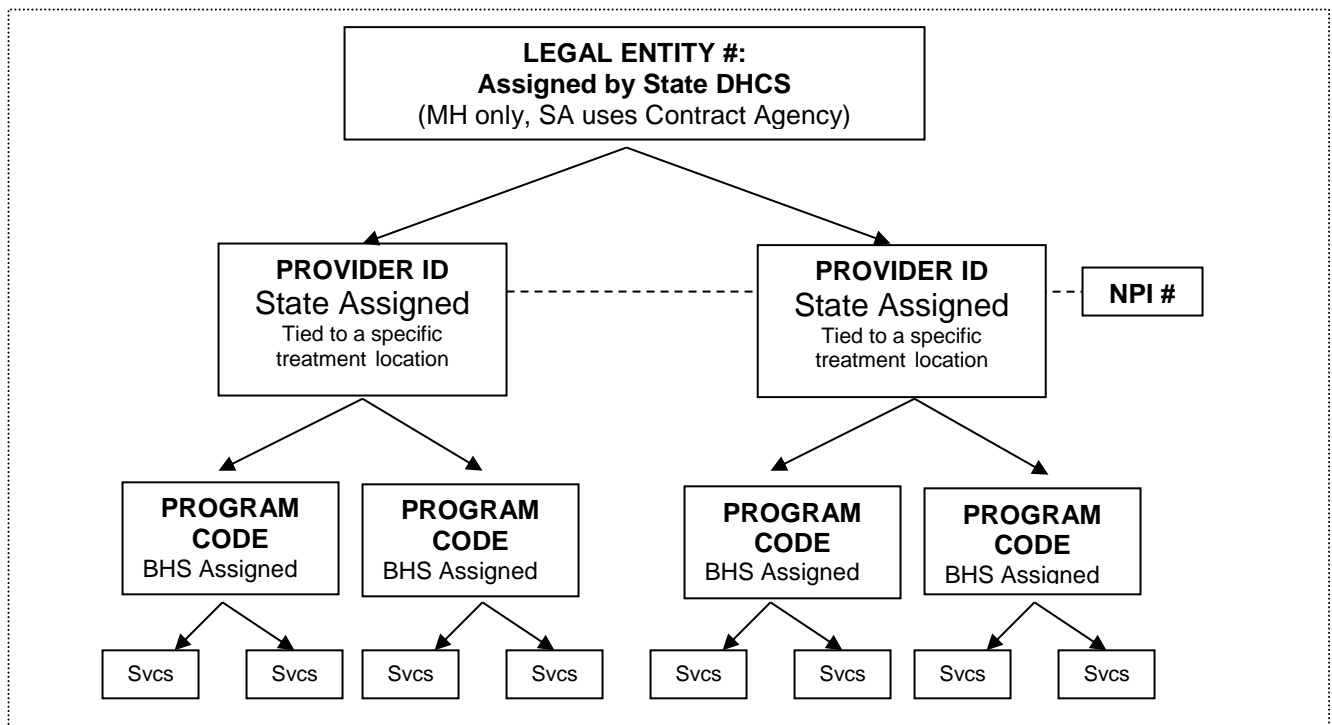 LEGAL ENTITY #:
Assigned by State DHCS
(MH only, SA uses Contract Agency)
PROVIDER ID
State Assigned
Tied to a specific
treatment location
PROVIDER ID
State Assigned
Tied to a specific
treatment location
NPI #
PROGRAM
CODE
BHS Assigned
PROGRAM
CODE
BHS Assigned
PROGRAM
CODE
BHS Assigned
PROGRAM
CODE
BHS Assigned
Svcs
Svcs
Svcs
Svcs
Svcs
Svcs
Svcs
Svcs